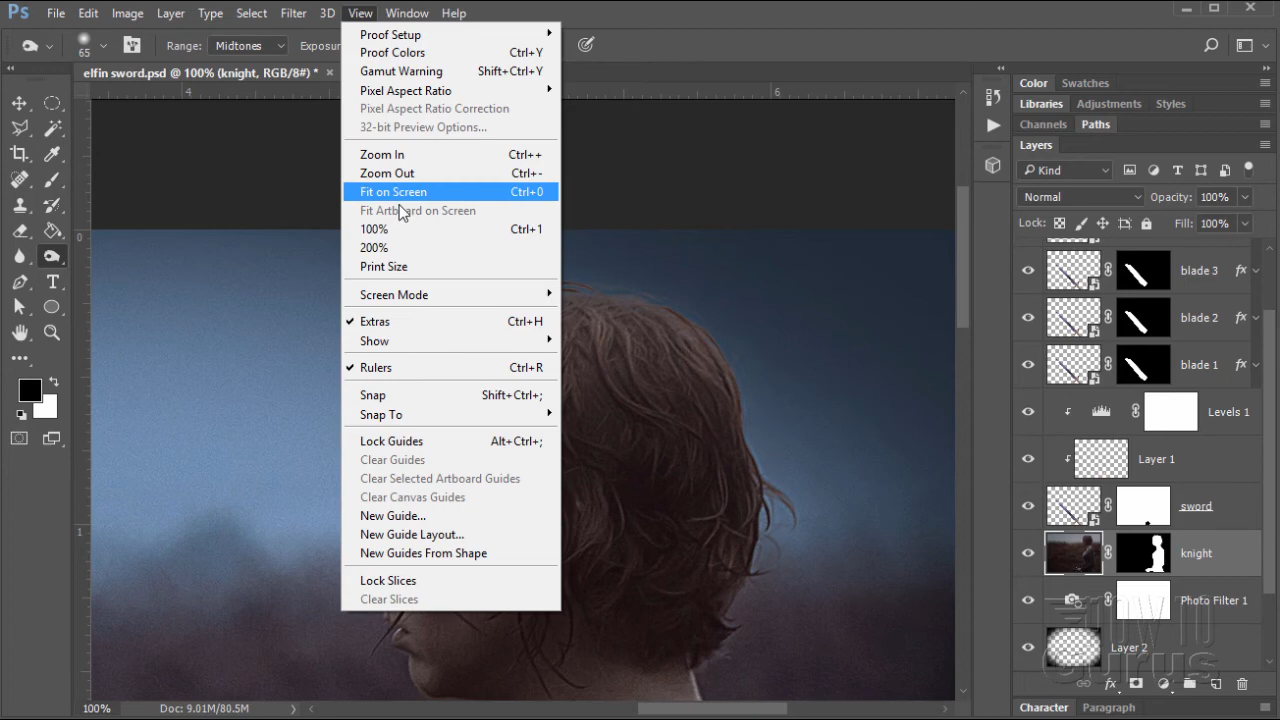 Ps File Edit Image Layer Type Select Filter 3D View Window Help
65 Range: Midtones
elfin sword.psd @ 100% (knight, RGB/8#) * ×
4 6
0
1
Proof Setup
Proof Colors Ctrl+Y
Gamut Warning Shift+Ctrl+Y
Pixel Aspect Ratio
Pixel Aspect Ratio Correction
32-bit Preview Options...
Zoom In Ctrl++
Zoom Out Ctrl+-
Fit on Screen Ctrl+0
Fit Artboard on Screen
100% Ctrl+1
200%
Print Size
Screen Mode
Extras Ctrl+H
Show
Rulers Ctrl+R
Snap Shift+Ctrl+;
Snap To
Lock Guides Alt+Ctrl+;
Clear Guides
Clear Selected Artboard Guides
Clear Canvas Guides
New Guide...
New Guide Layout...
New Guides From Shape
Lock Slices
Clear Slices
Color Swatches
Libraries Adjustments Styles
Channels Paths
Layers
Kind
Normal Opacity: 100%
Lock: Fill: 100%
blade 3 fx
blade 2 fx
blade 1 fx
Levels 1
Layer 1
sword
knight
Photo Filter 1
Layer 2
fx
Character Paragraph
100% Doc: 9.01M/80.5M